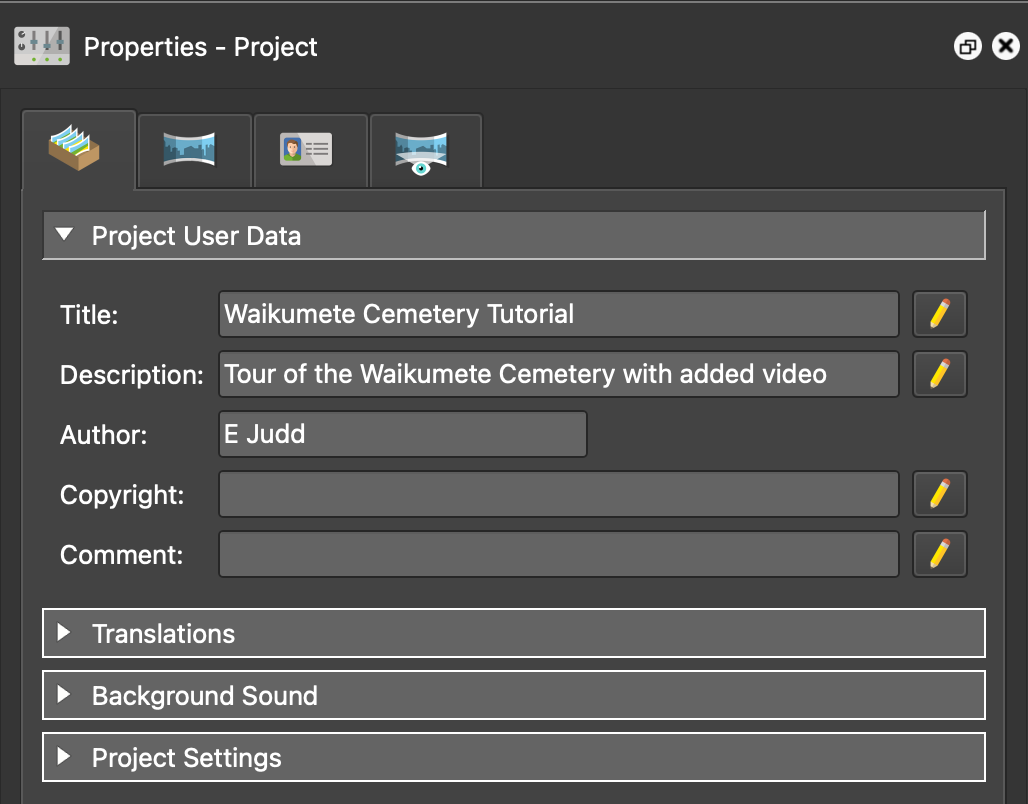 Properties - Project
Project User Data
Title: Waikumete Cemetery Tutorial
Description: Tour of the Waikumete Cemetery with added video
Author: E Judd
Copyright:
Comment:
Translations
Background Sound
Project Settings